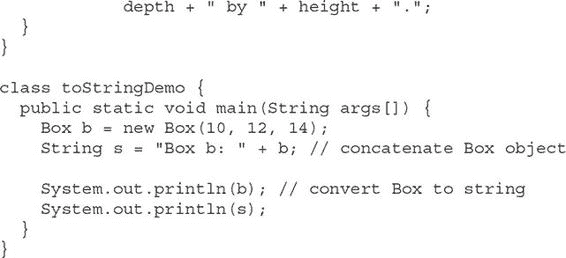 depth + " by " + height + ".";
}
}
class toStringDemo {
public static void main(String args[]) {
Box b = new Box(10, 12, 14);
String s = "Box b: " + b; // concatenate Box object
System.out.println(b); // convert Box to string
System.out.println(s);
}
}